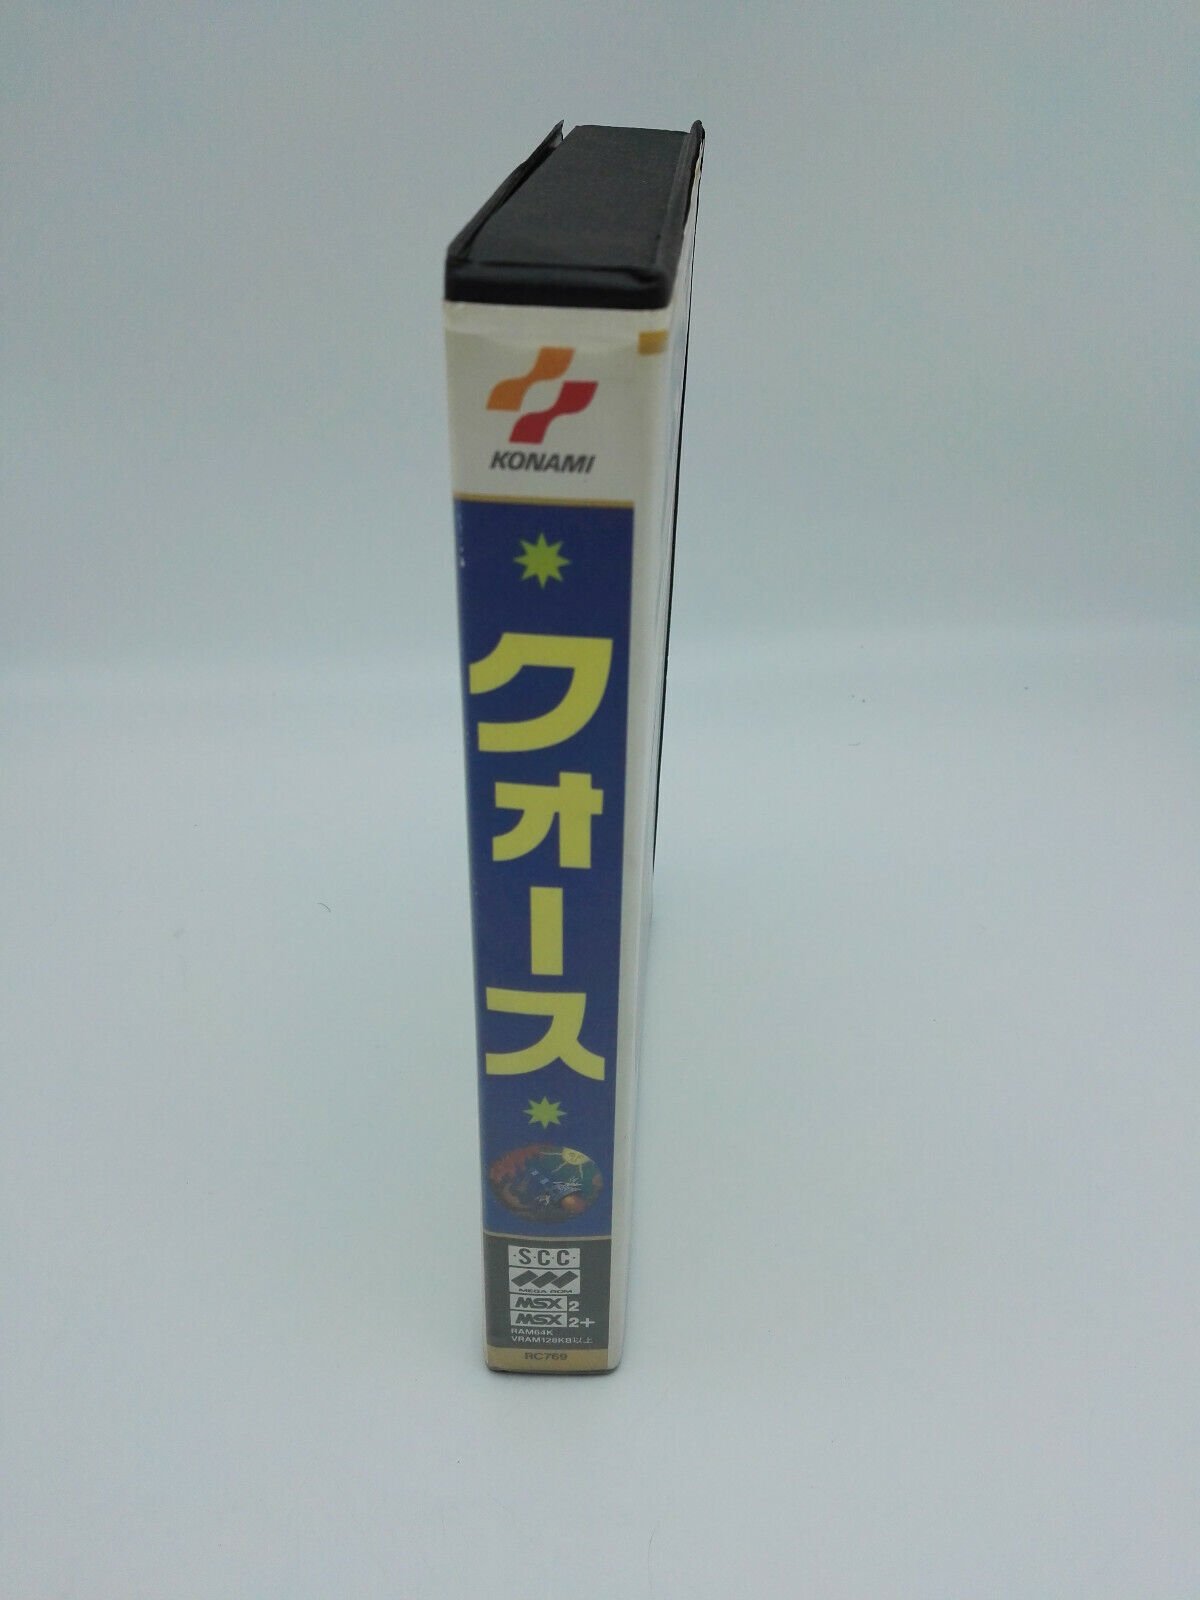 KONAMI
クォース
·S·C·C·
MEGA ROM
MSX 2
MSX 2+
RAM64K
VRAM128KB以上
RC769